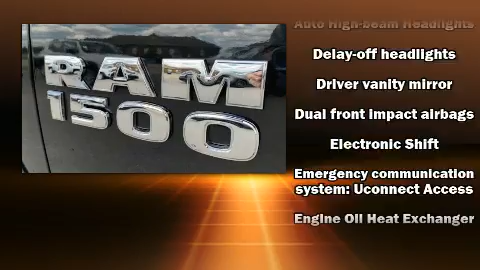 RAM
1500
Auto High-beam Headlights
Delay-off headlights
Driver vanity mirror
Dual front impact airbags
Electronic Shift
Emergency communication
system: Uconnect Access
Engine Oil Heat Exchanger